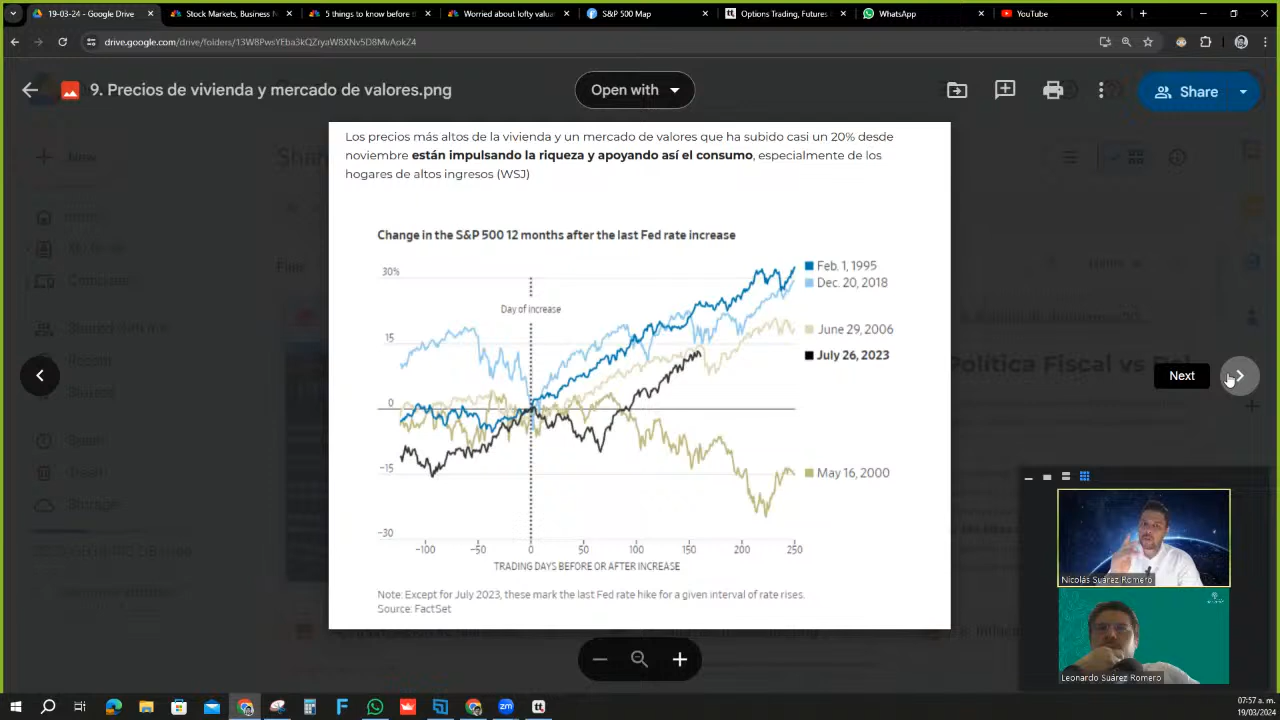 19-03-24 - Google Drive
Stock Markets, Business N
5 things to know before t
Worried about lofty valua
S&P 500 Map
Options Trading, Futures &
WhatsApp
YouTube
drive.google.com/drive/folders/13W8PwsYEba3kQZryaW8XNv5D8MvAokZ4
9. Precios de vivienda y mercado de valores.png
Open with
Share
New
Los precios más altos de la vivienda y un mercado de valores que ha subido casi un 20% desde
noviembre están impulsando la riqueza y apoyando así el consumo, especialmente de los
hogares de altos ingresos (WSJ)
Change in the S&P 500 12 months after the last Fed rate increase
30%
15
0
−15
−30
Day of increase
Feb. 1, 1995
Dec. 20, 2018
June 29, 2006
July 26, 2023
May 16, 2000
−100
−50
0
50
100
150
200
250
TRADING DAYS BEFORE OR AFTER INCREASE
Note: Except for July 2023, these mark the last Fed rate hike for a given interval of rate rises.
Source: FactSet
Política Fiscal vs
Next
Storage
Nicolás Suárez Romero
Leonardo Suárez Romero
07:57 a. m.
19/03/2024